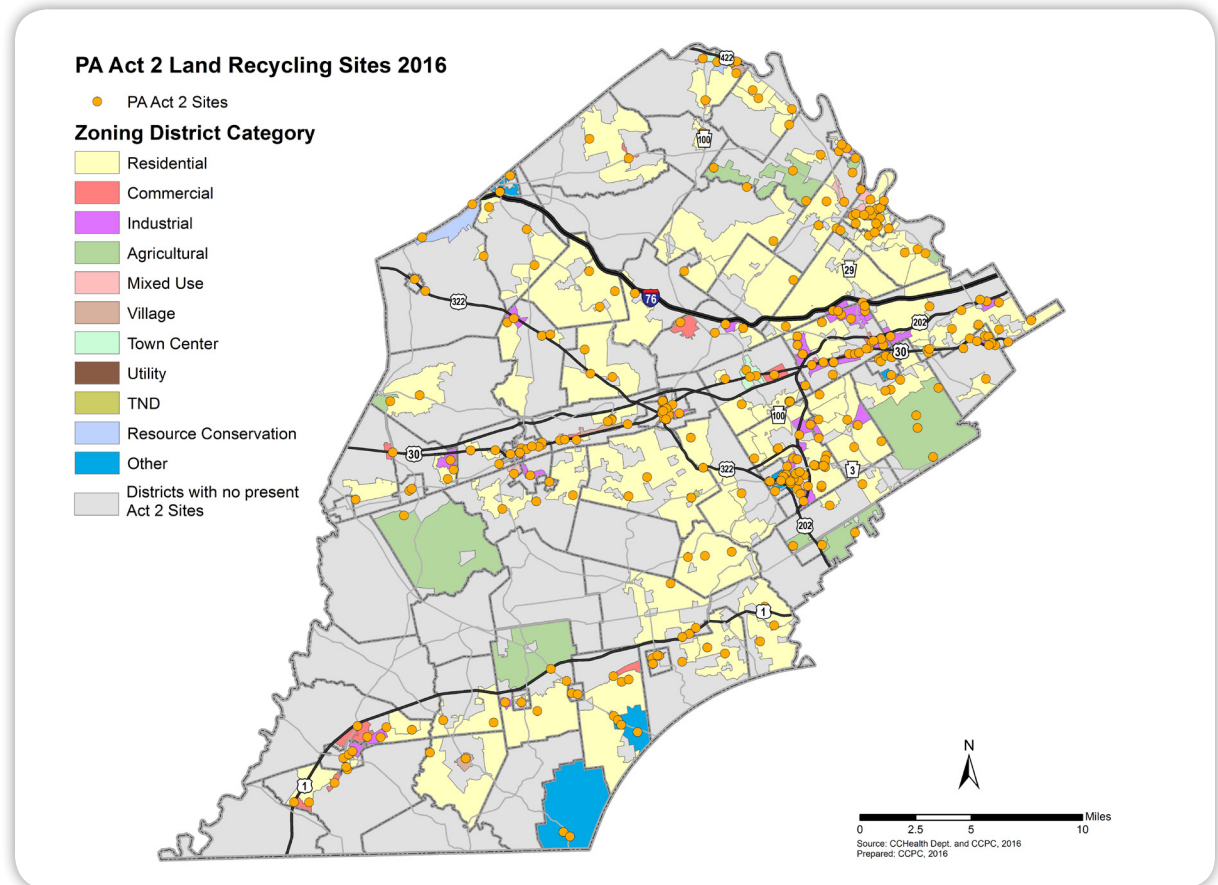 PA Act 2 Land Recycling Sites 2016
PA Act 2 Sites
Zoning District Category
Residential
Commercial
Industrial
Agricultural
Mixed Use
Village
Town Center
Utility
TND
Resource Conservation
Other
Districts with no present
Act 2 Sites
422
100
29
76
322
202
30
100
30
322
3
202
1
1
N
Miles
0 2.5 5 10
Source: CCHealth Dept. and CCPC, 2016
Prepared: CCPC, 2016